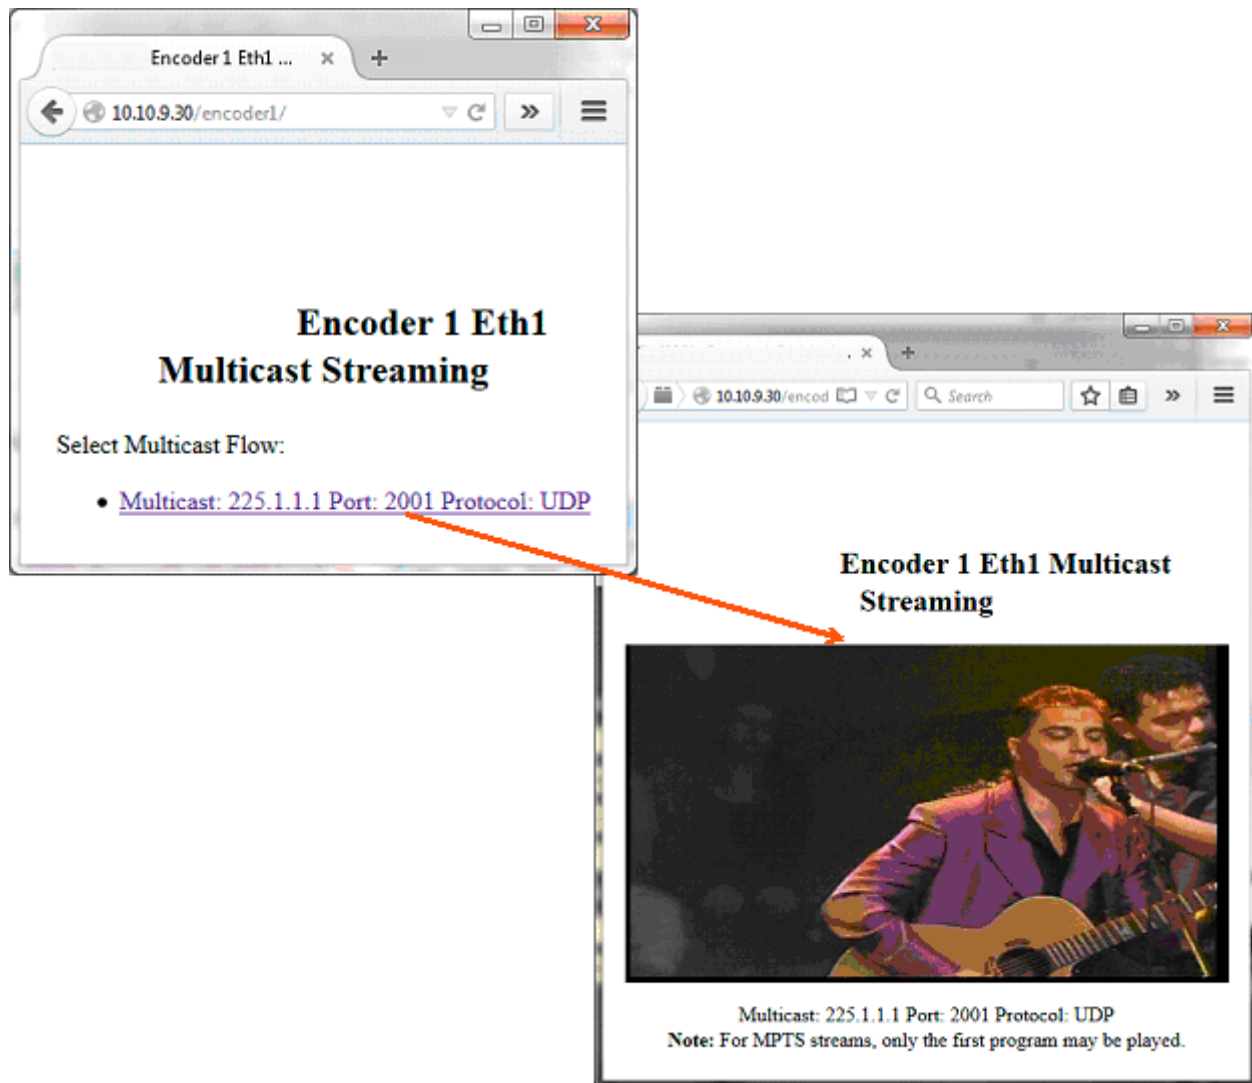 Encoder 1 Eth1 ...
10.10.9.30/encoder1/
Encoder 1 Eth1
Multicast Streaming
Select Multicast Flow:
Multicast: 225.1.1.1 Port: 2001 Protocol: UDP
10.10.9.30/encod
Search
Encoder 1 Eth1 Multicast
Streaming
Multicast: 225.1.1.1 Port: 2001 Protocol: UDP
Note: For MPTS streams, only the first program may be played.